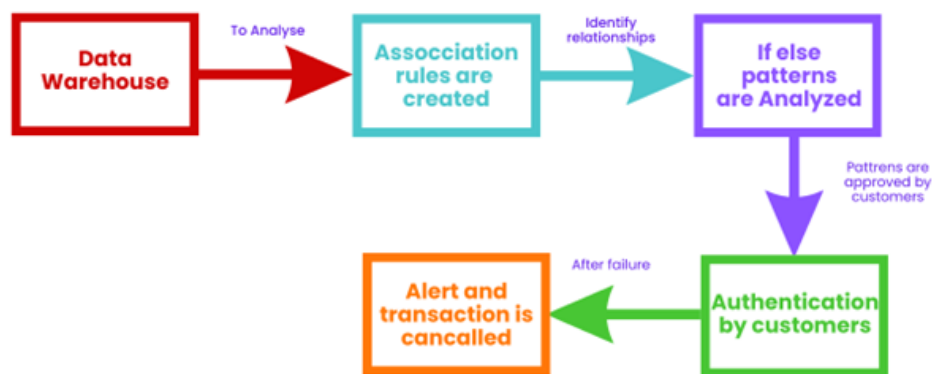 To Analyse
Identify
relationships
Data
Warehouse
Assocciation
rules are
created
If else
patterns
are Analyzed
Pattrens are
approved by
customers
After failure
Alert and
transaction is
cancalled
Authentication
by customers